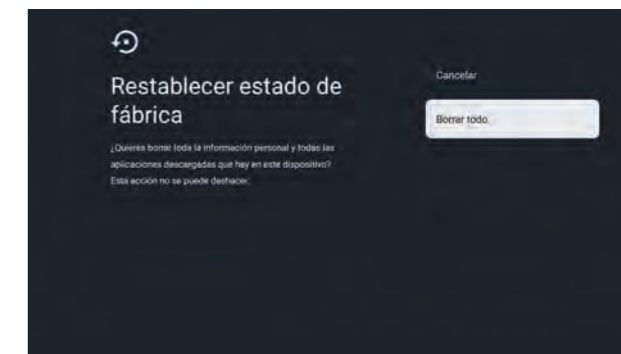 Restablecer estado de
fábrica
¿Quieres borrar toda la información personal y todas las
aplicaciones descargadas que hay en este dispositivo?
Esta acción no se puede deshacer.
Cancelar
Borrar todo